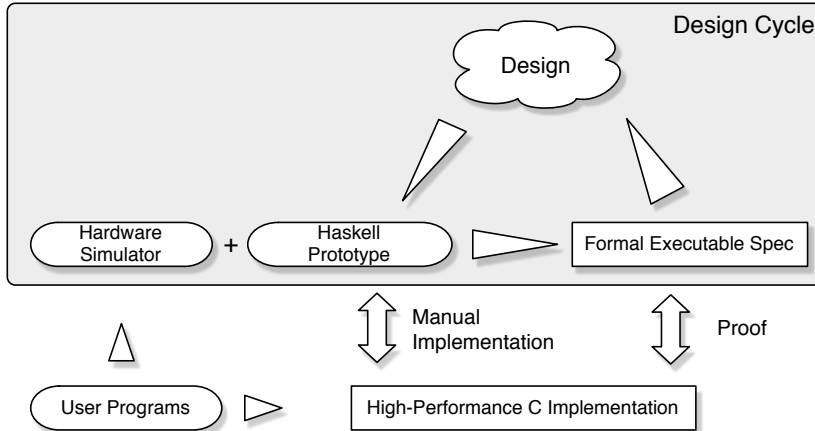 Design Cycle
Design
Hardware
Simulator
+
Haskell
Prototype
Formal Executable Spec
Manual
Implementation
Proof
User Programs
High-Performance C Implementation